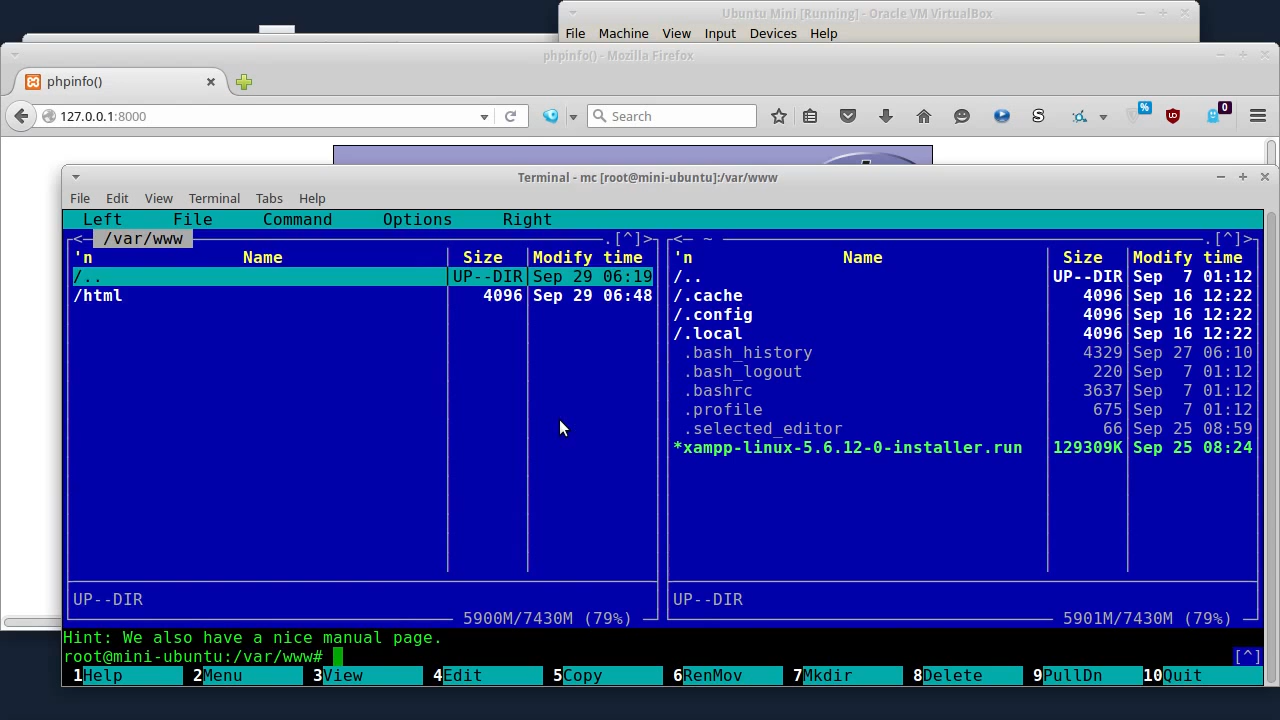 Ubuntu Mini [Running] - Oracle VM VirtualBox
File Machine View Input Devices Help
phpinfo() - Mozilla Firefox
phpinfo()
127.0.0.1:8000 Search S % 0
Terminal - mc [root@mini-ubuntu]:/var/www
File Edit View Terminal Tabs Help
Left File Command Options Right
<─ /var/www .[^]> <─ ~ .[^]>
'n Name Size Modify time 'n Name Size Modify time
/.. UP--DIR Sep 29 06:19 /.. UP--DIR Sep 7 01:12
/html 4096 Sep 29 06:48 /.cache 4096 Sep 16 12:22
/.config 4096 Sep 16 12:22
/.local 4096 Sep 16 12:22
.bash_history 4329 Sep 27 06:10
.bash_logout 220 Sep 7 01:12
.bashrc 3637 Sep 7 01:12
.profile 675 Sep 7 01:12
.selected_editor 66 Sep 25 08:59
*xampp-linux-5.6.12-0-installer.run 129309K Sep 25 08:24
UP--DIR UP--DIR
5900M/7430M (79%) 5901M/7430M (79%)
Hint: We also have a nice manual page.
root@mini-ubuntu:/var/www# [^]
1Help 2Menu 3View 4Edit 5Copy 6RenMov 7Mkdir 8Delete 9PullDn 10Quit